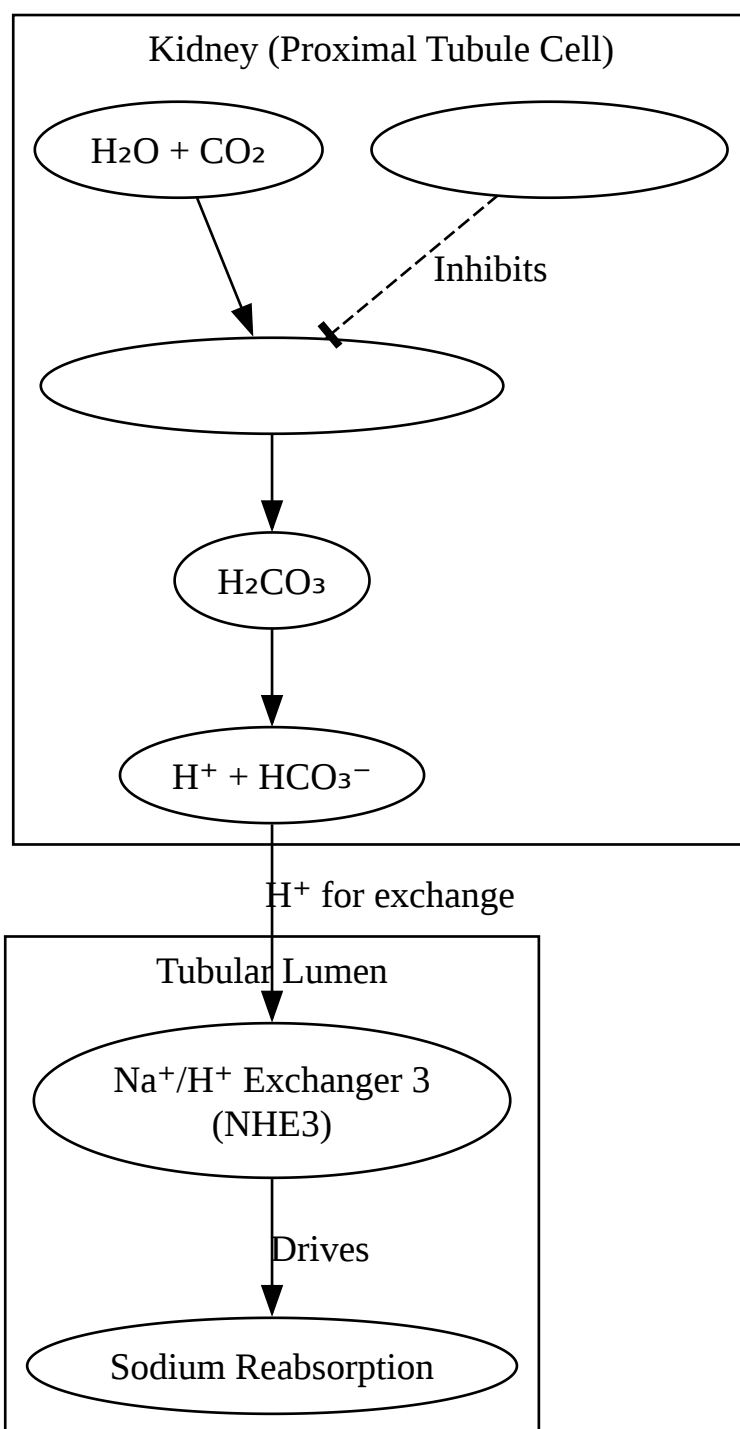 Kidney (Proximal Tubule Cell)
H₂O + CO₂
Inhibits
H₂CO₃
H⁺ + HCO₃⁻
H⁺ for exchange
Tubular Lumen
Na⁺/H⁺ Exchanger 3
(NHE3)
Drives
Sodium Reabsorption